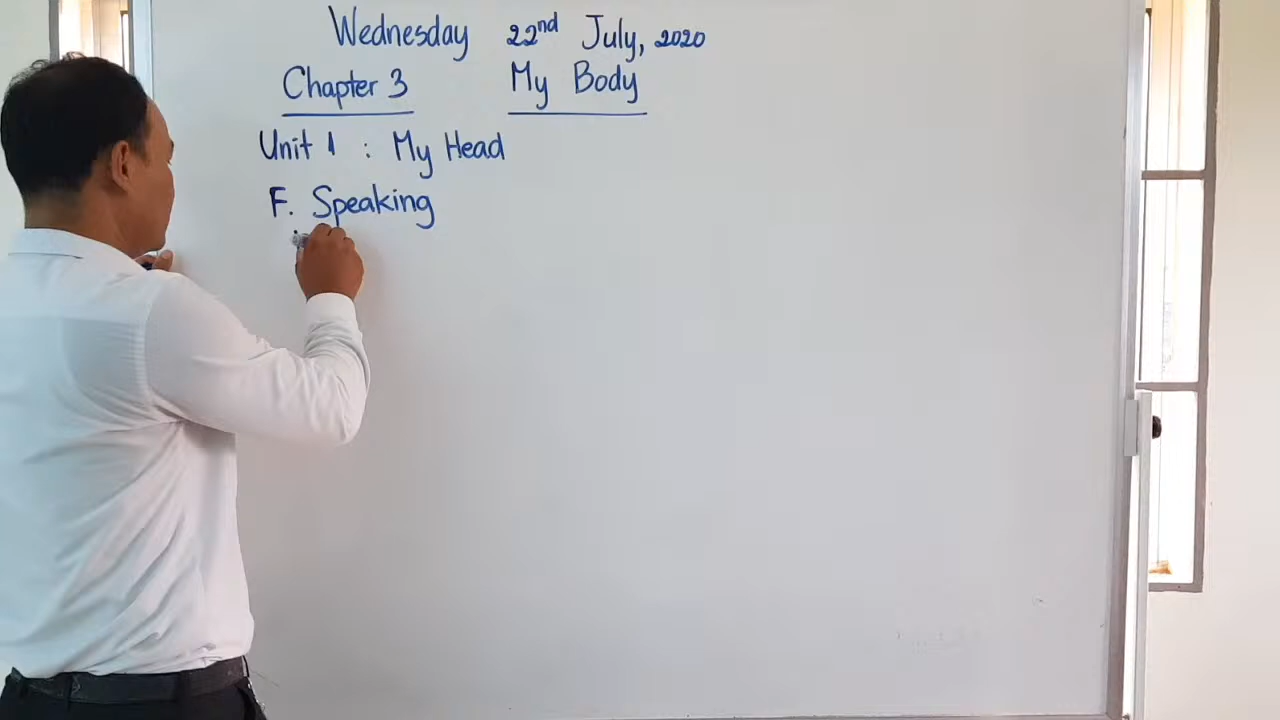 Wednesday 22nd July, 2020
Chapter 3 My Body
Unit 1 : My Head
F. Speaking